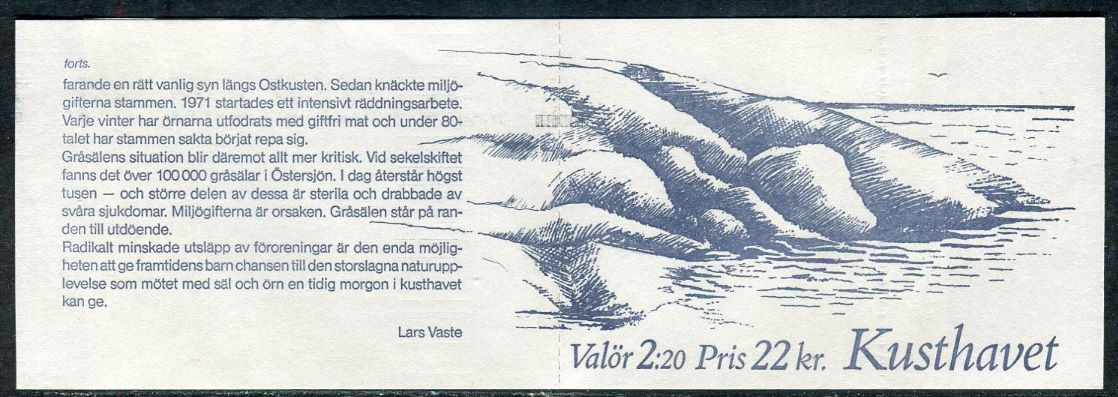 forts.
farande en rätt vanlig syn längs Ostkusten. Sedan knäckte miljö-
gifterna stammen. 1971 startades ett intensivt räddningsarbete.
Varje vinter har örnarna utfodrats med giftfri mat och under 80-
talet har stammen sakta börjat repa sig.
Gråsälens situation blir däremot allt mer kritisk. Vid sekelskiftet
fanns det över 100 000 gråsälar i Östersjön. I dag återstår högst
tusen — och större delen av dessa är sterila och drabbade av
svåra sjukdomar. Miljögifterna är orsaken. Gråsälen står på ran-
den till utdöende.
Radikalt minskade utsläpp av föroreningar är den enda möjlig-
heten att ge framtidens barn chansen till den storslagna naturupp-
levelse som mötet med säl och örn en tidig morgon i kusthavet
kan ge.
Lars Vaste
Valör 2:20 Pris 22 kr. Kusthavet